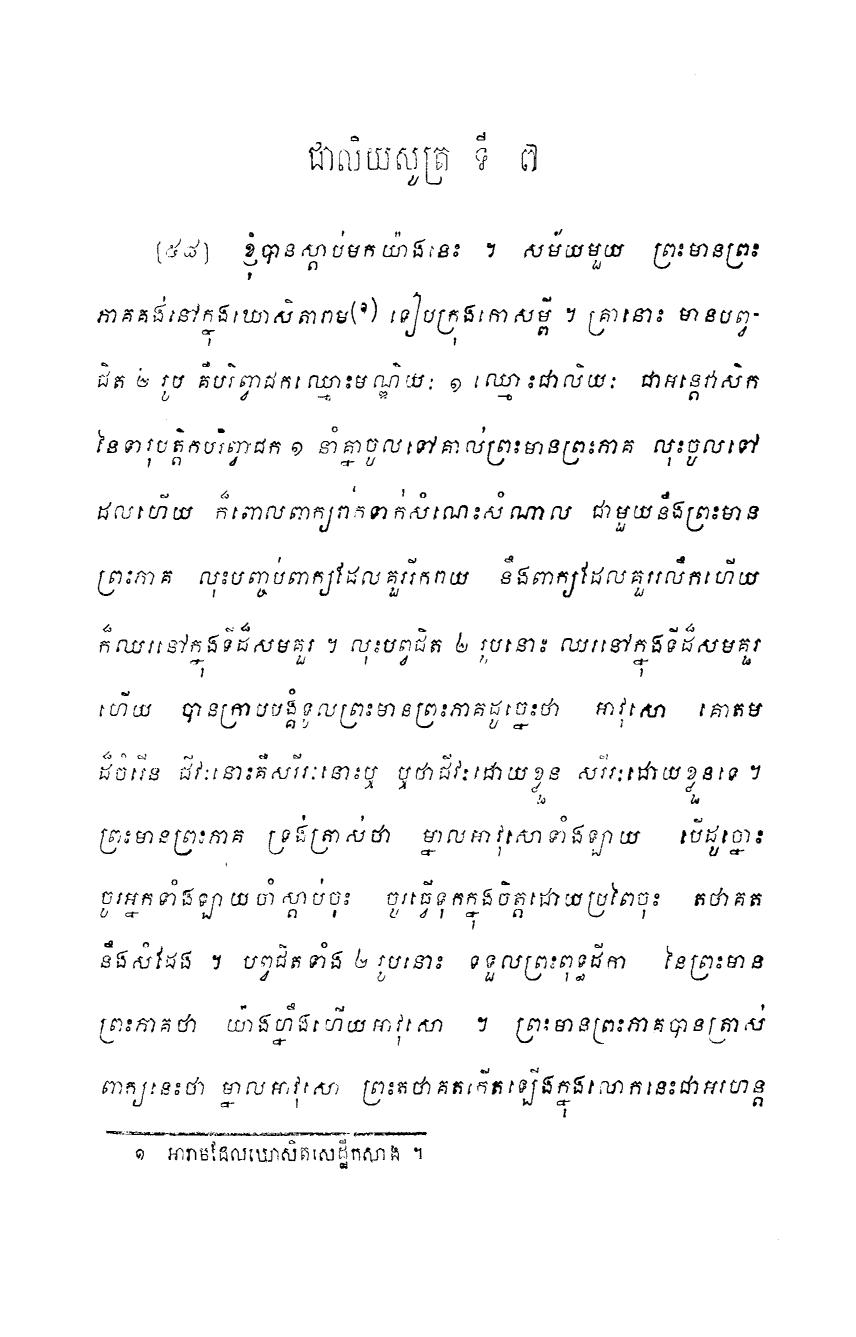 ជាលិយសូត្រ ទី ៧
[៥៨] ខ្ញុំបានស្តាប់មកយ៉ាងនេះ ។ សម័យមួយ ព្រះមានព្រះ
ភាគគង់នៅក្នុងឃោសិតារាម(១) ទៀបក្រុងកោសម្ពី ។ គ្រានោះ មានបព្វ-
ជិត ២ រូប គឺបរិព្វាជកឈ្មោះមណ្ឌិយៈ ១ ឈ្មោះជាលិយៈ ជាអន្តេវាសិក
នៃទារុបត្តិកបរិព្វាជក ១ នាំគ្នាចូលទៅគាល់ព្រះមានព្រះភាគ លុះចូលទៅ
ដល់ហើយ ក៏ពោលពាក្យរាក់ទាក់សំណេះសំណាល ជាមួយនឹងព្រះមាន
ព្រះភាគ លុះបញ្ចប់ពាក្យដែលគួររីករាយ នឹងពាក្យដែលគួររលឹកហើយ
ក៏ឈរនៅក្នុងទីដ៏សមគួរ ។ លុះបព្វជិត ២ រូបនោះ ឈរនៅក្នុងទីដ៏សមគួរ
ហើយ បានក្រាបបង្គំទូលព្រះមានព្រះភាគដូច្នេះថា អាវុសោ គោតម
ដ៏ចំរើន ជីវៈនោះគឺសរីរៈនោះឬ ឬថាជីវៈដោយខ្លួន សរីរៈដោយខ្លួនទេ ។
ព្រះមានព្រះភាគ ទ្រង់ត្រាស់ថា ម្នាលអាវុសោទាំងឡាយ បើដូច្នោះ
ចូរអ្នកទាំងឡាយចាំស្តាប់ចុះ ចូរធ្វើទុកក្នុងចិត្តដោយប្រពៃចុះ តថាគត
នឹងសំដែង ។ បព្វជិតទាំង ២ រូបនោះ ទទួលព្រះពុទ្ធដីកា នៃព្រះមាន
ព្រះភាគថា យ៉ាងហ្នឹងហើយអាវុសោ ។ ព្រះមានព្រះភាគបានត្រាស់
ពាក្យនេះថា ម្នាលអាវុសោ ព្រះតថាគតកើតឡើងក្នុងលោកនេះជាអរហន្ត
១ អារាមដែលឃោសិតសេដ្ឋីកសាង ។